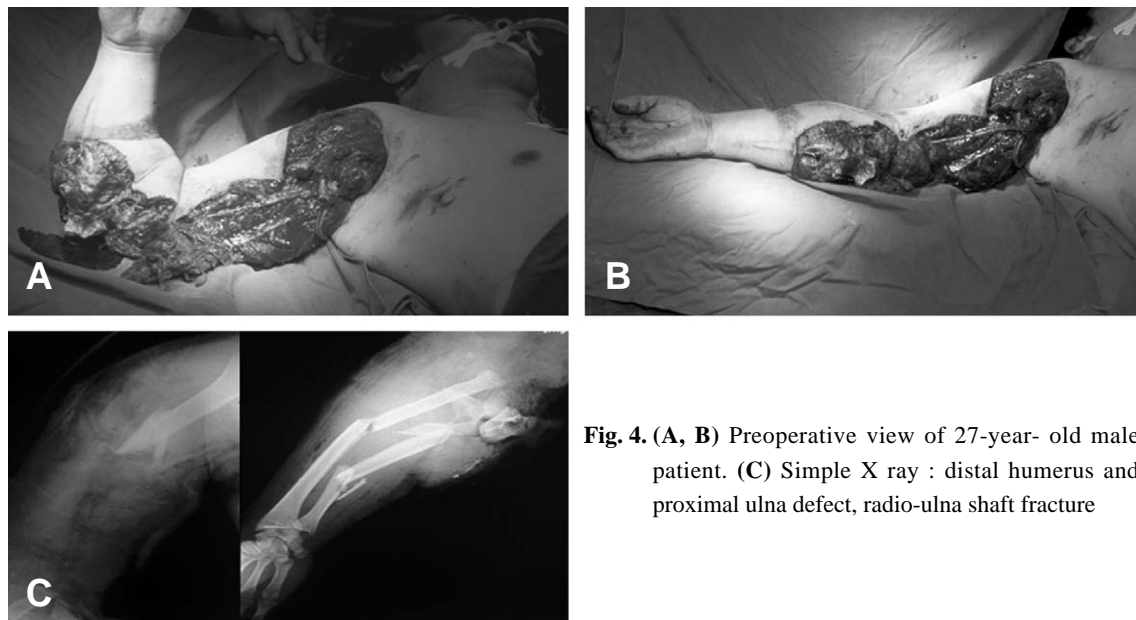 A
B
C
Fig. 4. (A, B) Preoperative view of 27-year- old male
patient. (C) Simple X ray : distal humerus and
proximal ulna defect, radio-ulna shaft fracture